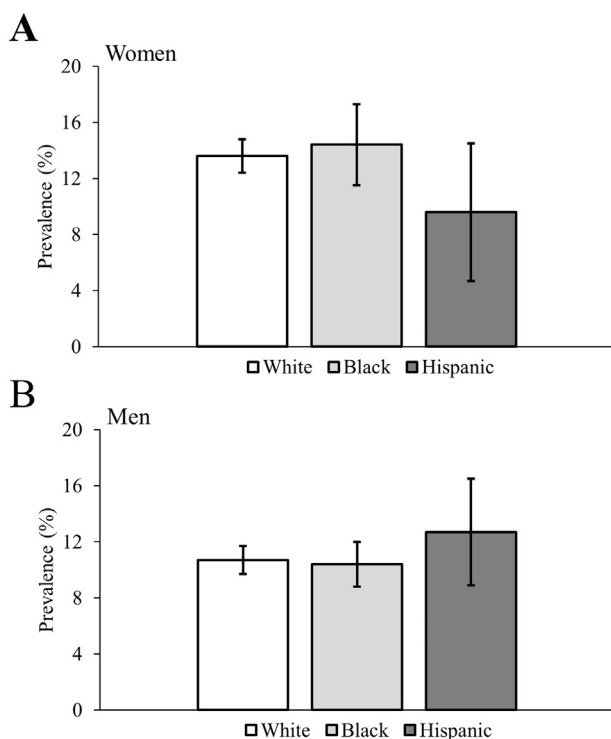 A
Women
20
16
12
8
4
0
Prevalence (%)
White Black Hispanic
B
Men
20
16
12
8
4
0
Prevalence (%)
White Black Hispanic